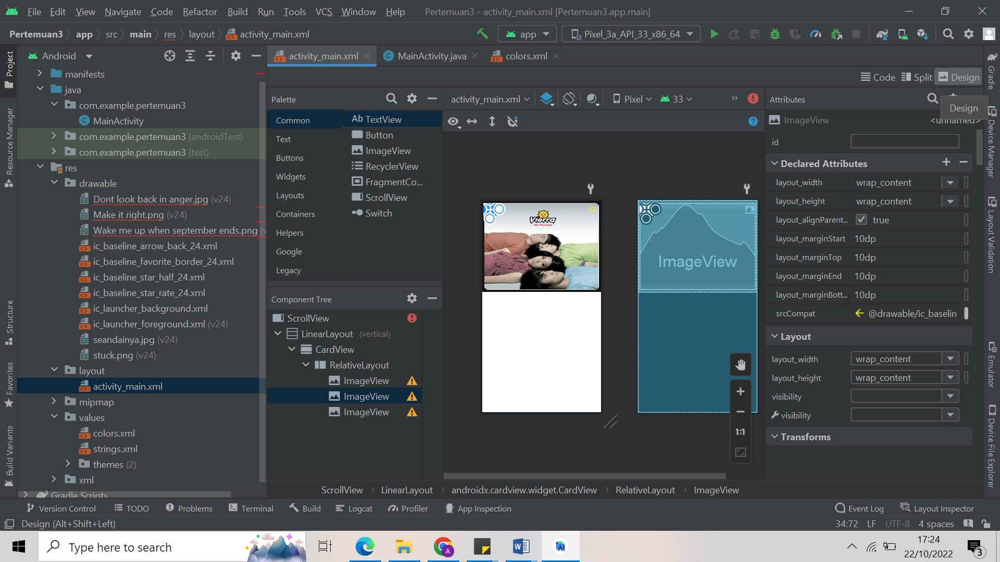 File Edit View Navigate Code Refactor Build Run Tools VCS Window Help Pertemuan3 - activity_main.xml [Pertemuan3.app.main]
Pertemuan3 app src main res layout activity_main.xml app Pixel_3a_API_33_x86_64
Project
Resource Manager
Structure
Favorites
Build Variants
Android
manifests
java
com.example.pertemuan3
MainActivity
com.example.pertemuan3 (androidTest)
com.example.pertemuan3 (test)
res
drawable
Dont look back in anger.jpg (v24)
Make it right.png (v24)
Wake me up when september ends.png
ic_baseline_arrow_back_24.xml
ic_baseline_favorite_border_24.xml
ic_baseline_star_half_24.xml
ic_baseline_star_rate_24.xml
ic_launcher_background.xml
ic_launcher_foreground.xml (v24)
seandainya.jpg (v24)
stuck.png (v24)
layout
activity_main.xml
mipmap
values
colors.xml
strings.xml
themes (2)
xml
Gradle Scripts
activity_main.xml MainActivity.java colors.xml
Code Split Design
Palette
Common
Text
Buttons
Widgets
Layouts
Containers
Helpers
Google
Legacy
Ab TextView
Button
ImageView
RecyclerView
FragmentCo...
ScrollView
Switch
Component Tree
ScrollView
LinearLayout (vertical)
CardView
RelativeLayout
ImageView
ImageView
ImageView
activity_main.xml Pixel 33
Vierra
My First Love
ImageView
1:1
Attributes
Design
ImageView <unnamed>
id
Declared Attributes
layout_width wrap_content
layout_height wrap_content
layout_alignParent... true
layout_marginStart 10dp
layout_marginTop 10dp
layout_marginEnd 10dp
layout_marginBott... 10dp
srcCompat @drawable/ic_baselin
Layout
layout_width wrap_content
layout_height wrap_content
visibility
visibility
Transforms
Gradle
Device Manager
Layout Validation
Emulator
Device File Explorer
ScrollView LinearLayout androidx.cardview.widget.CardView RelativeLayout ImageView
Version Control TODO Problems Terminal Build Logcat Profiler App Inspection Event Log Layout Inspector
Design (Alt+Shift+Left) 34:72 LF UTF-8 4 spaces
Type here to search
17:24
22/10/2022
3